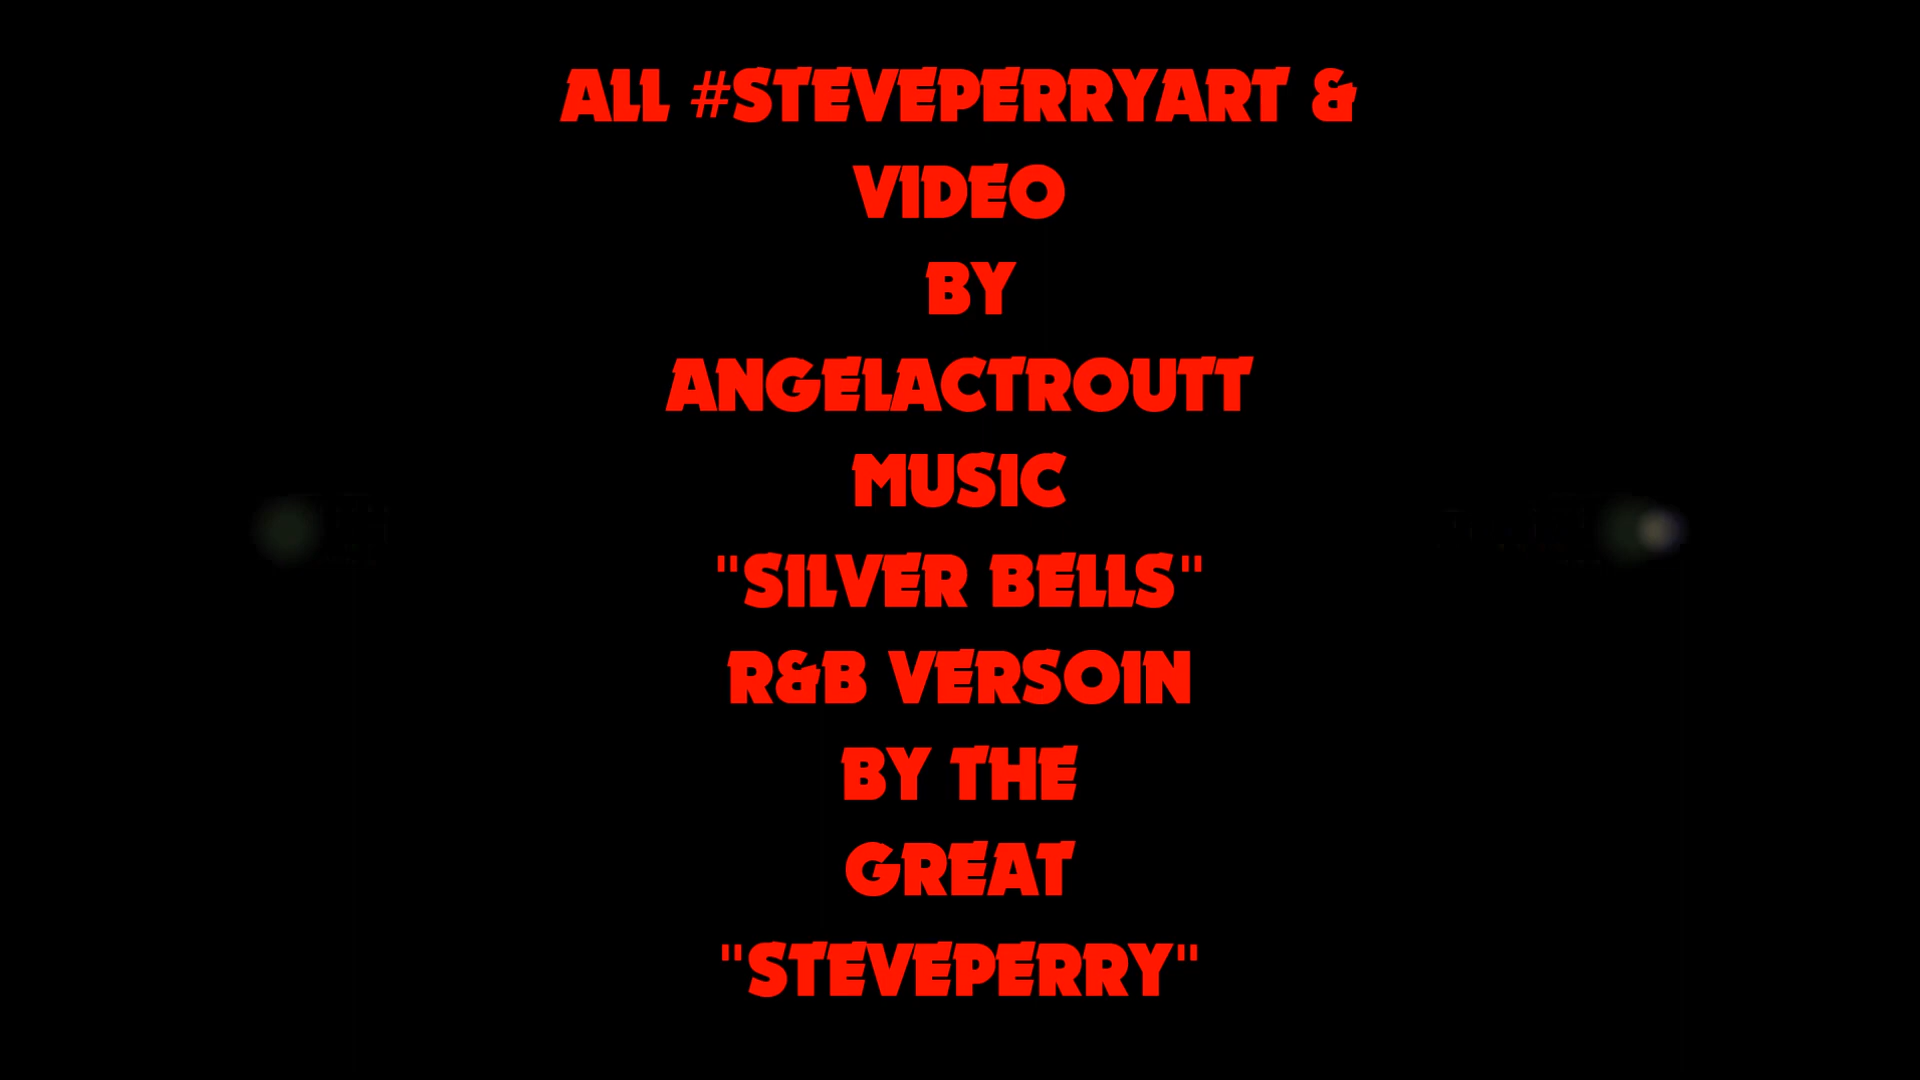 ALL #STEVEPERRYART &
VIDEO
BY
ANGELACTROUTT
MUSIC
"SILVER BELLS"
R&B VERSOIN
BY THE
GREAT
"STEVEPERRY"